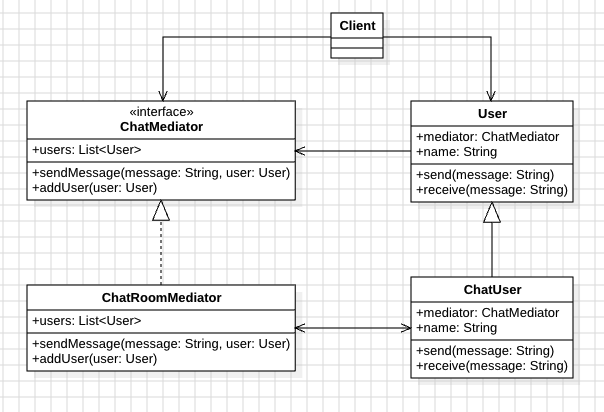 Client
«interface»
ChatMediator
+users: List<User>
+sendMessage(message: String, user: User)
+addUser(user: User)
User
+mediator: ChatMediator
+name: String
+send(message: String)
+receive(message: String)
ChatRoomMediator
+users: List<User>
+sendMessage(message: String, user: User)
+addUser(user: User)
ChatUser
+mediator: ChatMediator
+name: String
+send(message: String)
+receive(message: String)